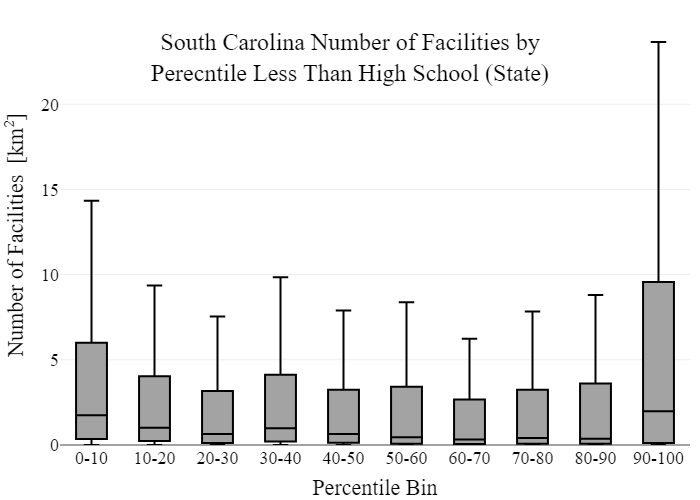 South Carolina Number of Facilities by
Perecntile Less Than High School (State)
Number of Facilities [km²]
20
15
10
5
0
0-10 10-20 20-30 30-40 40-50 50-60 60-70 70-80 80-90 90-100
Percentile Bin